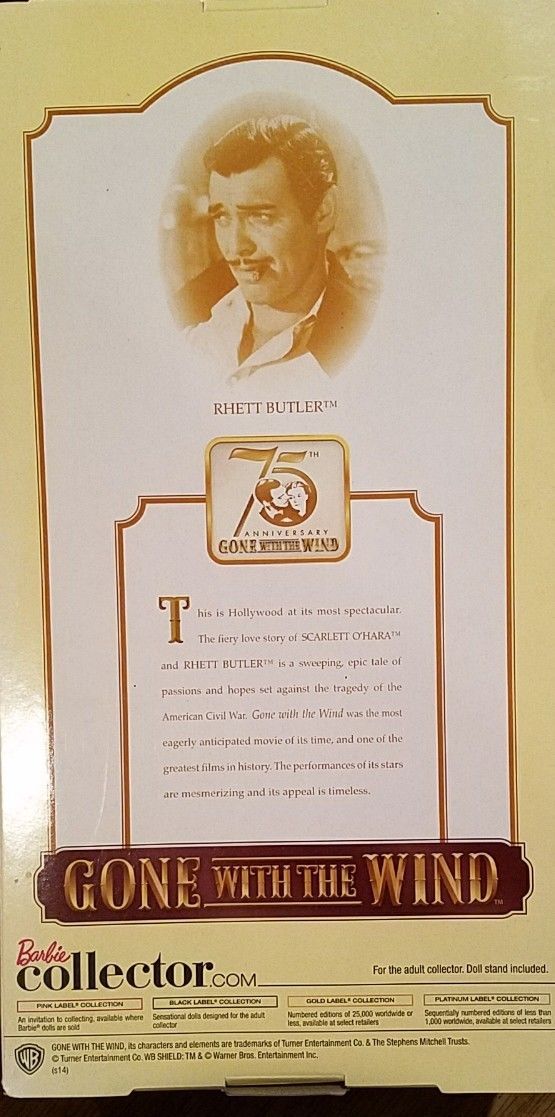 RHETT BUTLER™
75TH
ANNIVERSARY
GONE WITH THE WIND
This is Hollywood at its most spectacular.
The fiery love story of SCARLETT O'HARA™
and RHETT BUTLER™ is a sweeping, epic tale of
passions and hopes set against the tragedy of the
American Civil War. Gone with the Wind was the most
eagerly anticipated movie of its time, and one of the
greatest films in history. The performances of its stars
are mesmerizing and its appeal is timeless.
GONE WITH THE WIND™
Barbie®
collector.COM
For the adult collector. Doll stand included.
PINK LABEL® COLLECTION
An invitation to collecting, available where
Barbie® dolls are sold
BLACK LABEL® COLLECTION
Sensational dolls designed for the adult
collector
GOLD LABEL® COLLECTION
Numbered editions of 25,000 worldwide or
less, available at select retailers
PLATINUM LABEL® COLLECTION
Sequentially numbered editions of less than
1,000 worldwide, available at select retailers
WB
GONE WITH THE WIND, its characters and elements are trademarks of Turner Entertainment Co. & The Stephens Mitchell Trusts.
© Turner Entertainment Co. WB SHIELD: TM & © Warner Bros. Entertainment Inc.
(s14)